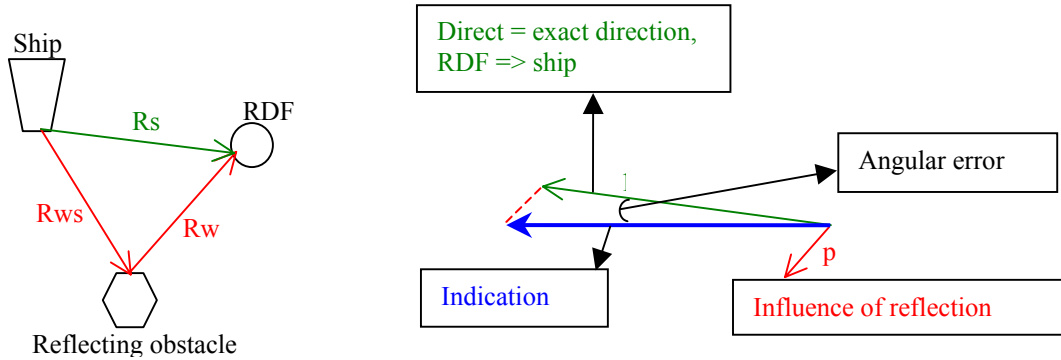 Ship
RDF
Rs
Rws
Rw
Reflecting obstacle
Direct = exact direction,
RDF => ship
Angular error
p
Indication
Influence of reflection